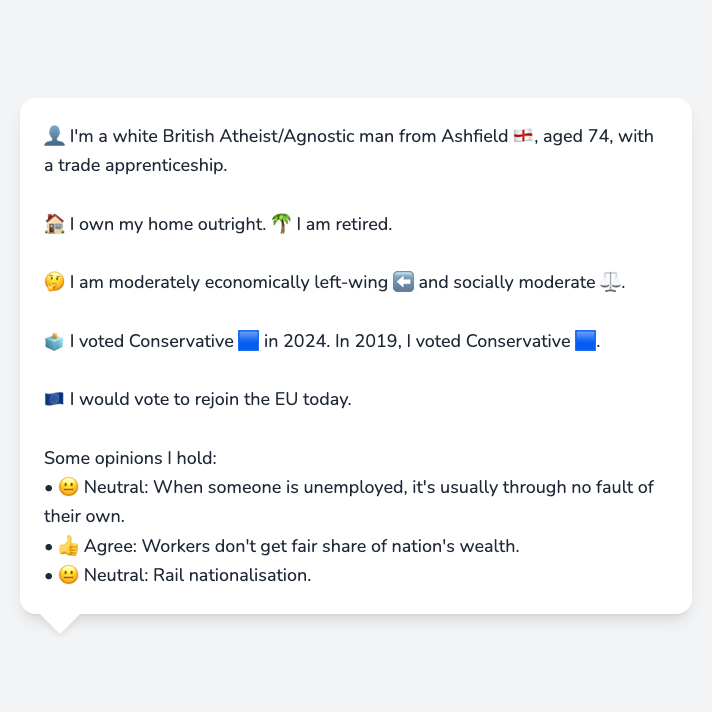 👤 I'm a white British Atheist/Agnostic man from Ashfield 🏴󠁧󠁢󠁥󠁮󠁧󠁿, aged 74, with
a trade apprenticeship.
🏠 I own my home outright. 🌴 I am retired.
🤔 I am moderately economically left-wing ⬅️ and socially moderate ⚖️.
🗳️ I voted Conservative 🟦 in 2024. In 2019, I voted Conservative 🟦.
🇪🇺 I would vote to rejoin the EU today.
Some opinions I hold:
• 😐 Neutral: When someone is unemployed, it's usually through no fault of
their own.
• 👍 Agree: Workers don't get fair share of nation's wealth.
• 😐 Neutral: Rail nationalisation.